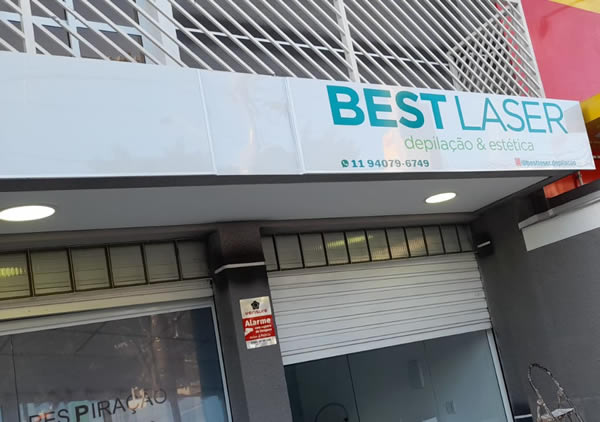 BEST LASER
depilação & estética
11 94079-6749
@bestlaser.depilacao
Alarme
RESPIRAÇÃO